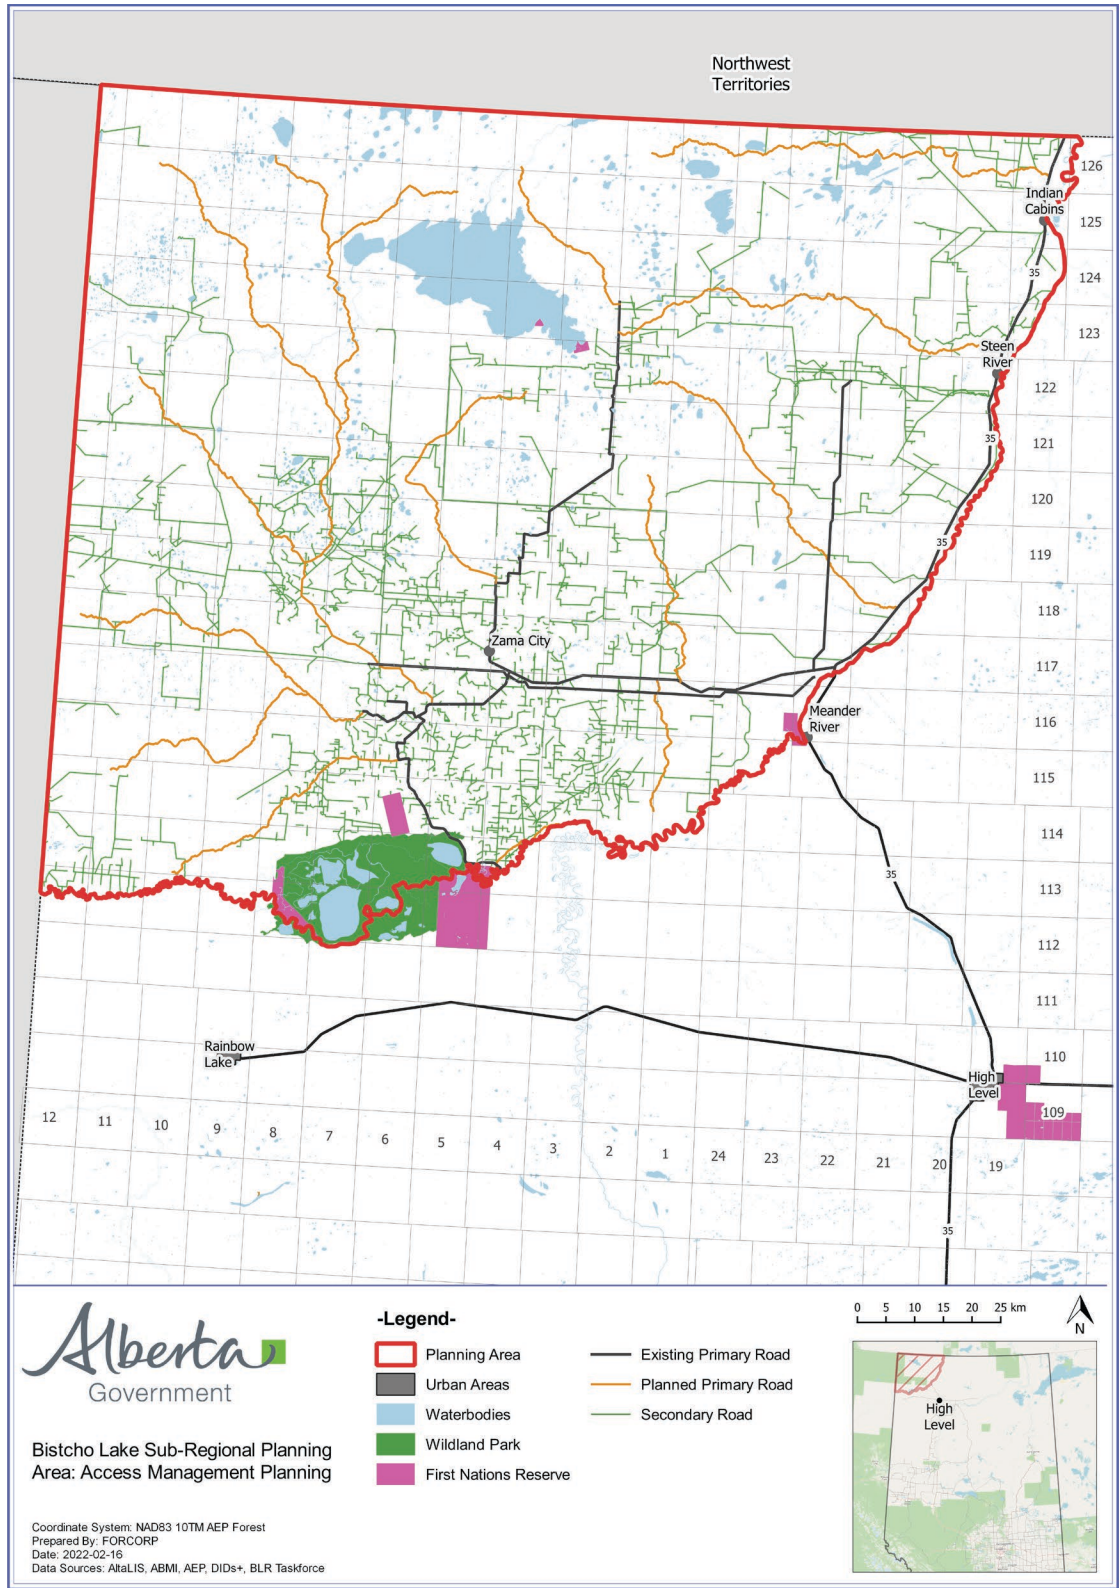 Northwest
Territories
126
Indian
Cabins
125
35
124
123
Steen
River
122
35
121
120
35
119
118
Zama City
117
Meander
River
116
115
114
35
113
112
111
Rainbow
Lake
110
High
Level
109
12
11
10
9
8
7
6
5
4
3
2
1
24
23
22
21
20
19
35
Alberta
Government
Bistcho Lake Sub-Regional Planning
Area: Access Management Planning
Coordinate System: NAD83 10TM AEP Forest
Prepared By: FORCORP
Date: 2022-02-16
Data Sources: AltaLIS, ABMI, AEP, DIDs+, BLR Taskforce
-Legend-
Planning Area
Urban Areas
Waterbodies
Wildland Park
First Nations Reserve
Existing Primary Road
Planned Primary Road
Secondary Road
0 5 10 15 20 25 km
N
High
Level